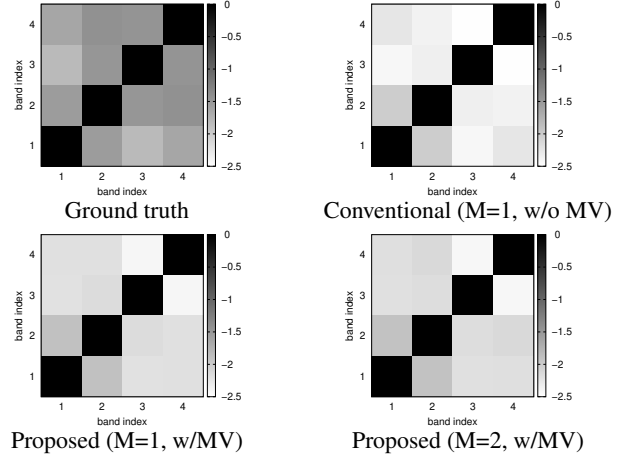 0
4
-0.5
3
-1
band index
-1.5
2
-2
1
-2.5
1 2 3 4
band index
Ground truth
0
4
-0.5
3
-1
band index
-1.5
2
-2
1
-2.5
1 2 3 4
band index
Conventional (M=1, w/o MV)
0
4
-0.5
3
-1
band index
-1.5
2
-2
1
-2.5
1 2 3 4
band index
Proposed (M=1, w/MV)
0
4
-0.5
3
-1
band index
-1.5
2
-2
1
-2.5
1 2 3 4
band index
Proposed (M=2, w/MV)